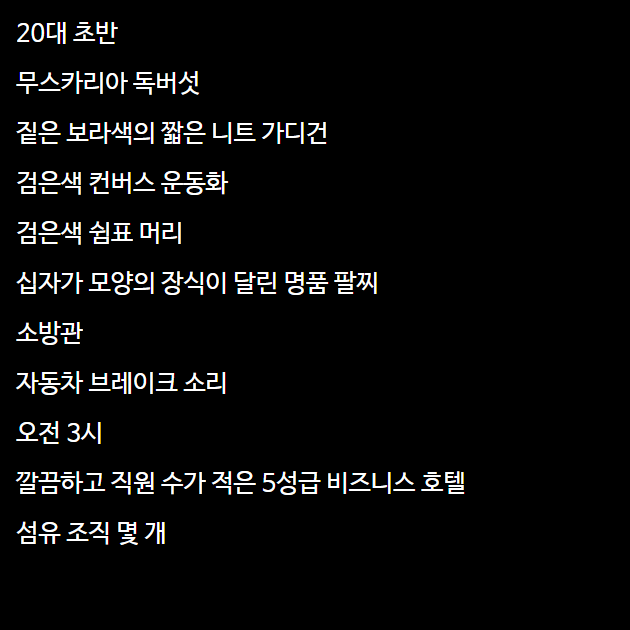 20대 초반
무스카리아 독버섯
짙은 보라색의 짧은 니트 가디건
검은색 컨버스 운동화
검은색 쉼표 머리
십자가 모양의 장식이 달린 명품 팔찌
소방관
자동차 브레이크 소리
오전 3시
깔끔하고 직원 수가 적은 5성급 비즈니스 호텔
섬유 조직 몇 개